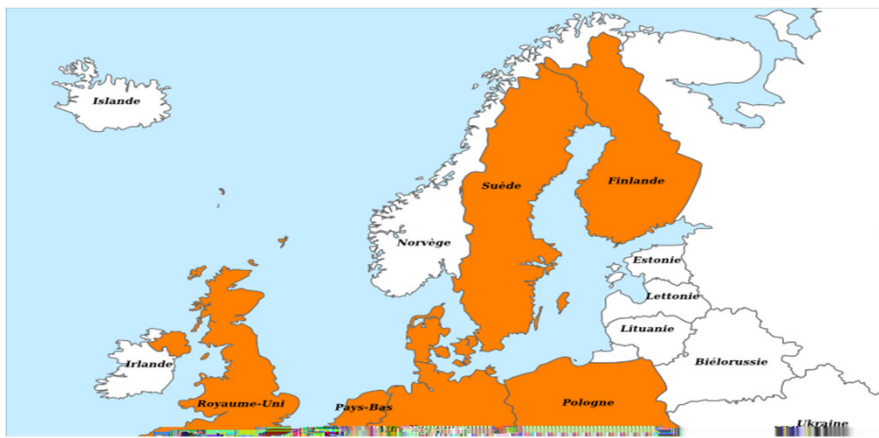 Islande
Suède
Finlande
Norvège
Estonie
Lettonie
Lituanie
Irlande
Biélorussie
Royaume-Uni
Pays-Bas
Pologne
Ukraine